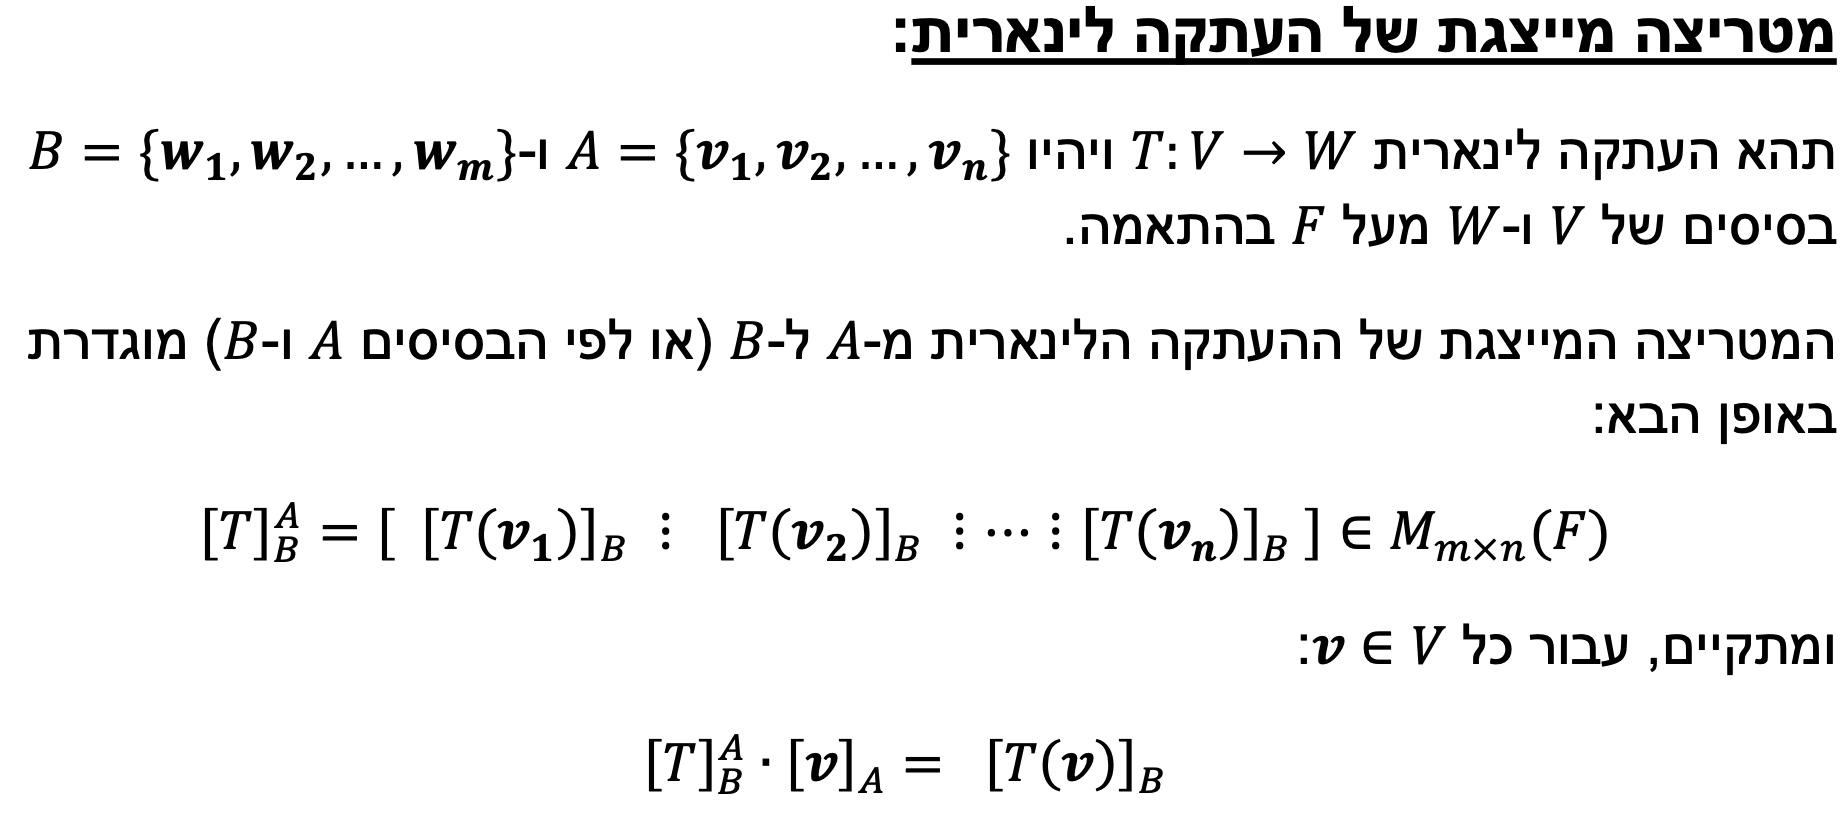 מטריצה מייצגת של העתקה לינארית:
תהא העתקה לינארית T: V → W ויהיו A = {v₁, v₂, … , vₙ} ו-B = {w₁, w₂, … , wₘ}
בסיסים של V ו-W מעל F בהתאמה.
המטריצה המייצגת של ההעתקה הלינארית מ-A ל-B (או לפי הבסיסים A ו-B) מוגדרת
באופן הבא:
[T]_B^A = [ [T(v₁)]_B ⋮ [T(v₂)]_B ⋮ ⋯ ⋮ [T(vₙ)]_B ] ∈ M_{m×n}(F)
ומתקיים, עבור כל v ∈ V:
[T]_B^A · [v]_A = [T(v)]_B